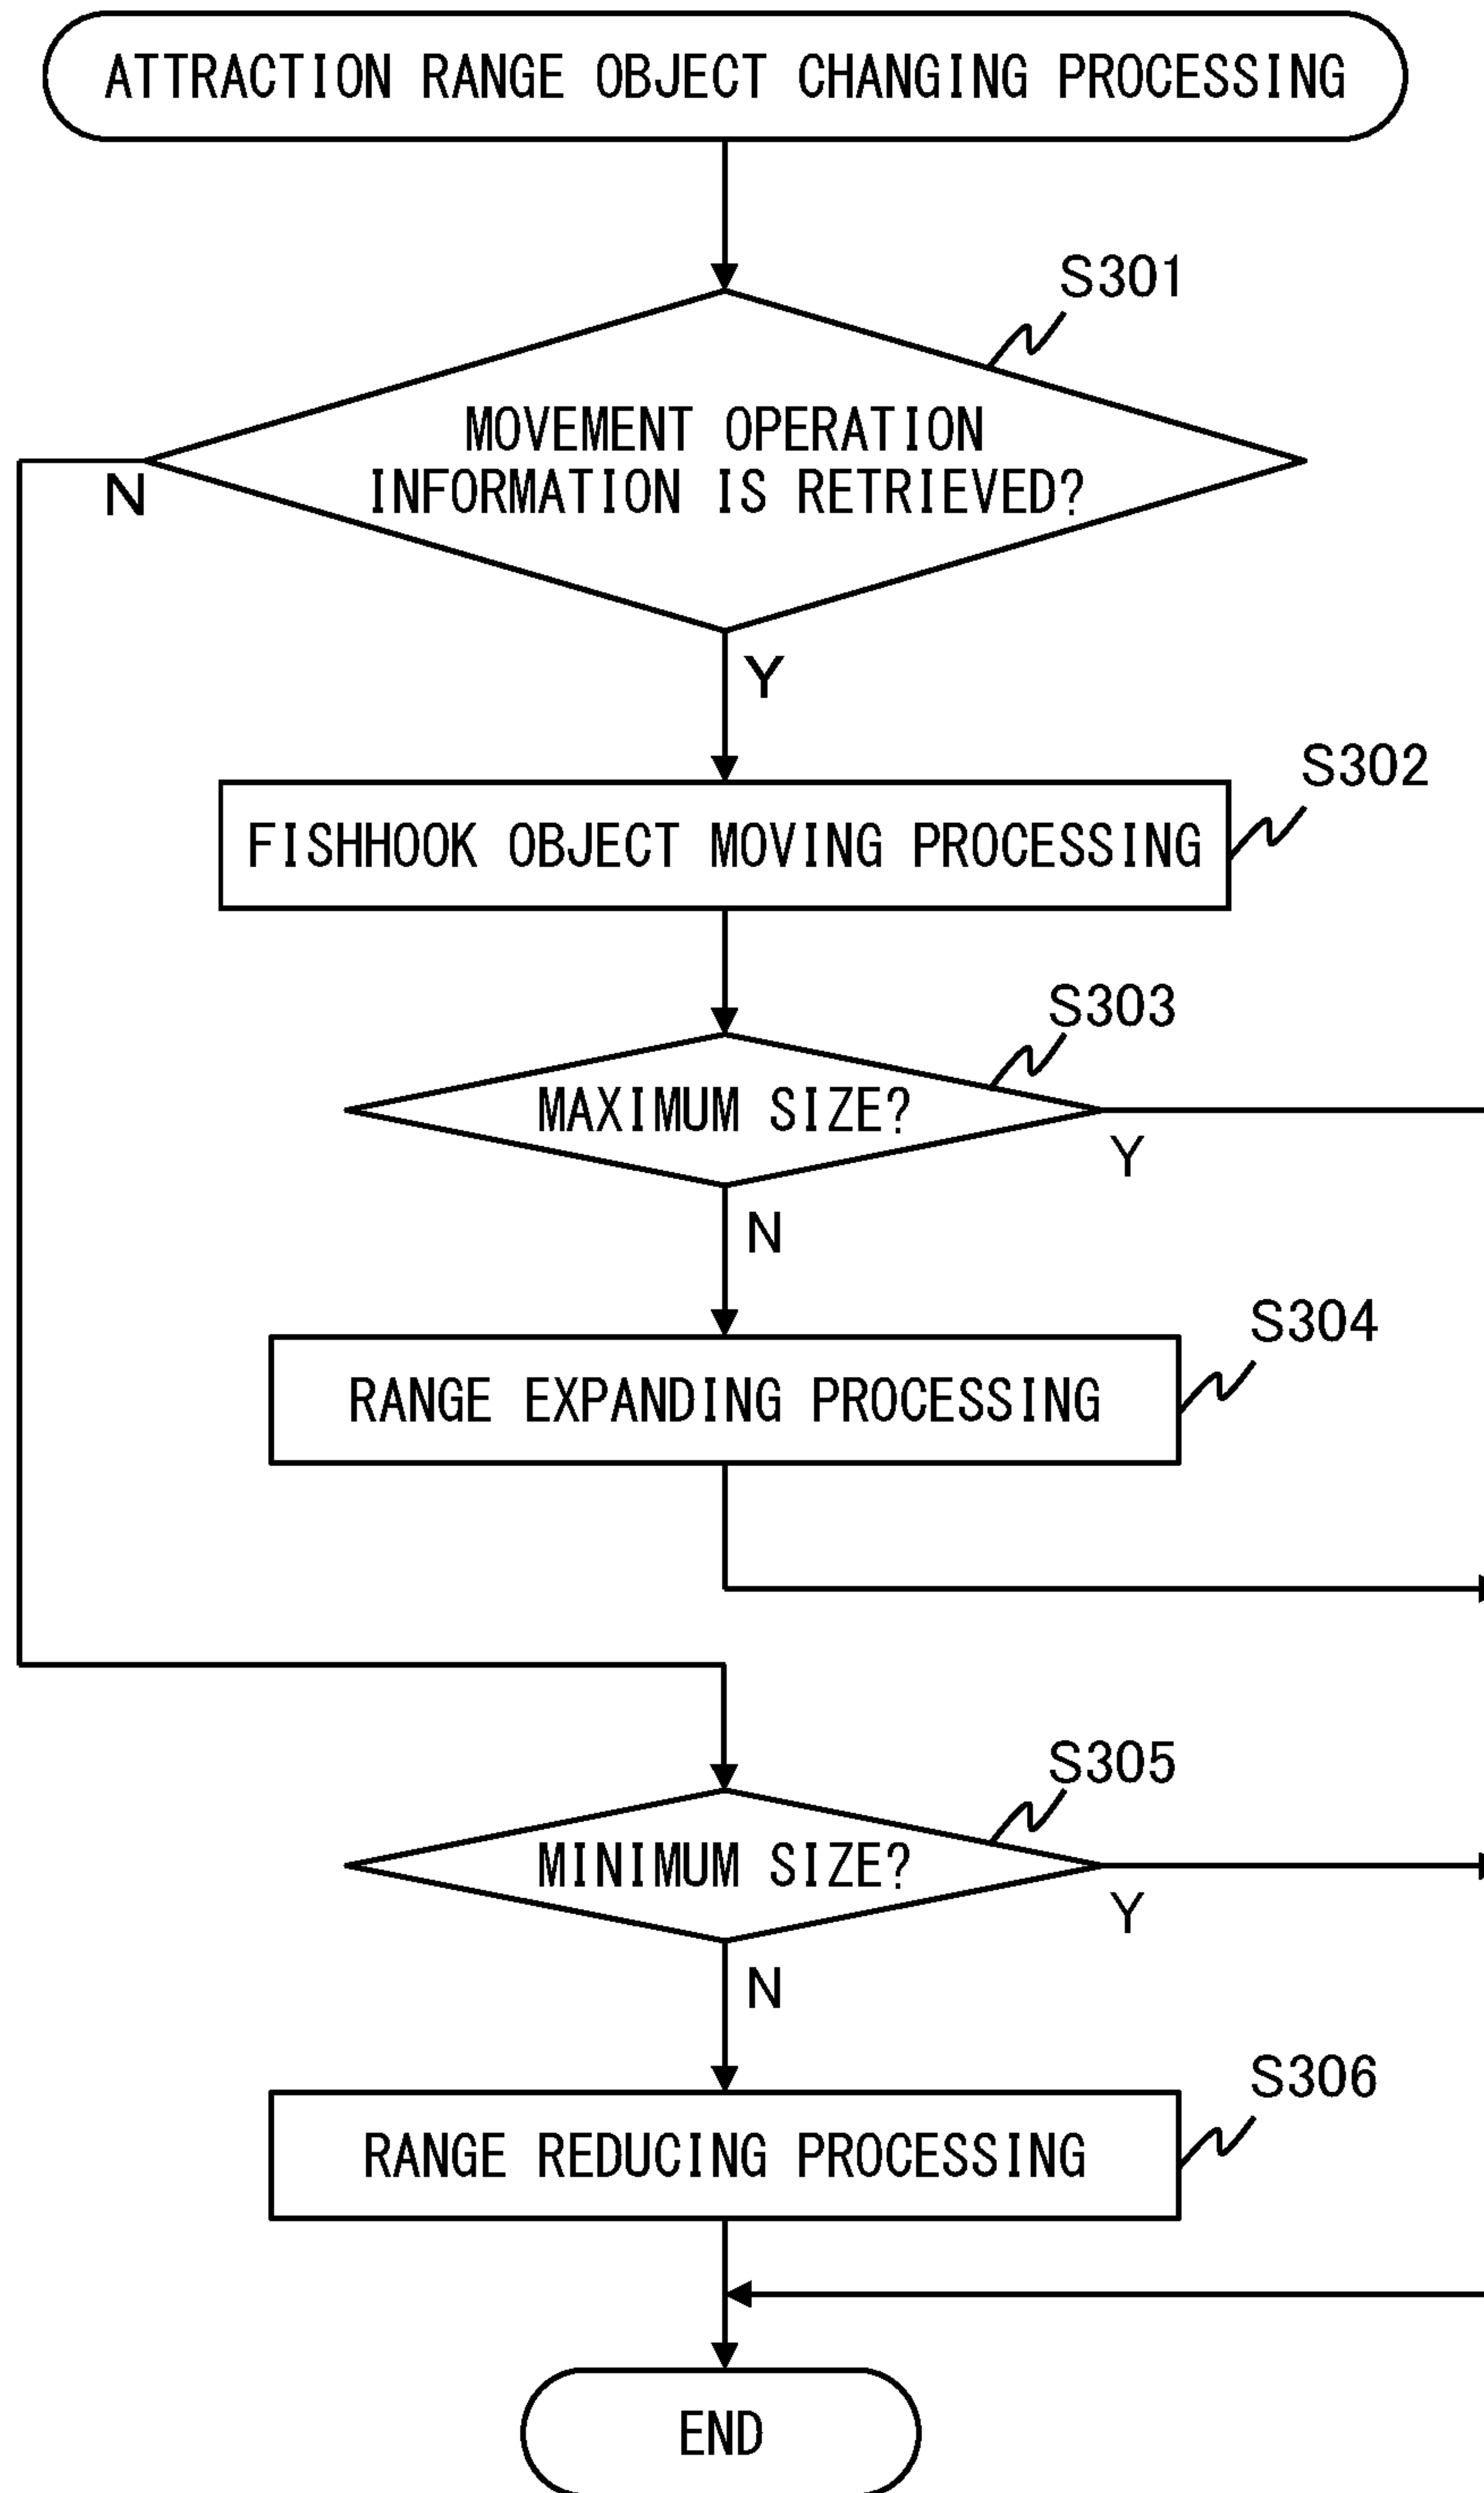 ATTRACTION RANGE OBJECT CHANGING PROCESSING
S301
MOVEMENT OPERATION
INFORMATION IS RETRIEVED?
N
Y
S302
FISHHOOK OBJECT MOVING PROCESSING
S303
MAXIMUM SIZE?
Y
N
S304
RANGE EXPANDING PROCESSING
S305
MINIMUM SIZE?
Y
N
S306
RANGE REDUCING PROCESSING
END